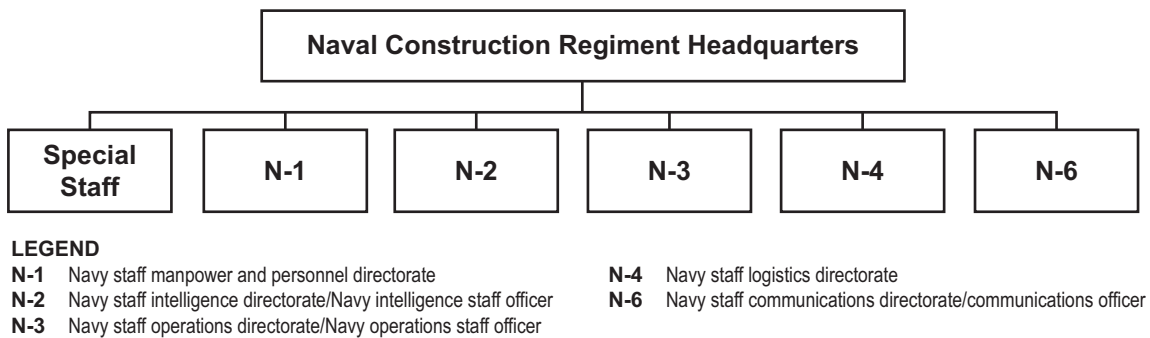 Naval Construction Regiment Headquarters
Special
Staff
N-1
N-2
N-3
N-4
N-6
LEGEND
N-1 Navy staff manpower and personnel directorate
N-2 Navy staff intelligence directorate/Navy intelligence staff officer
N-3 Navy staff operations directorate/Navy operations staff officer
N-4 Navy staff logistics directorate
N-6 Navy staff communications directorate/communications officer